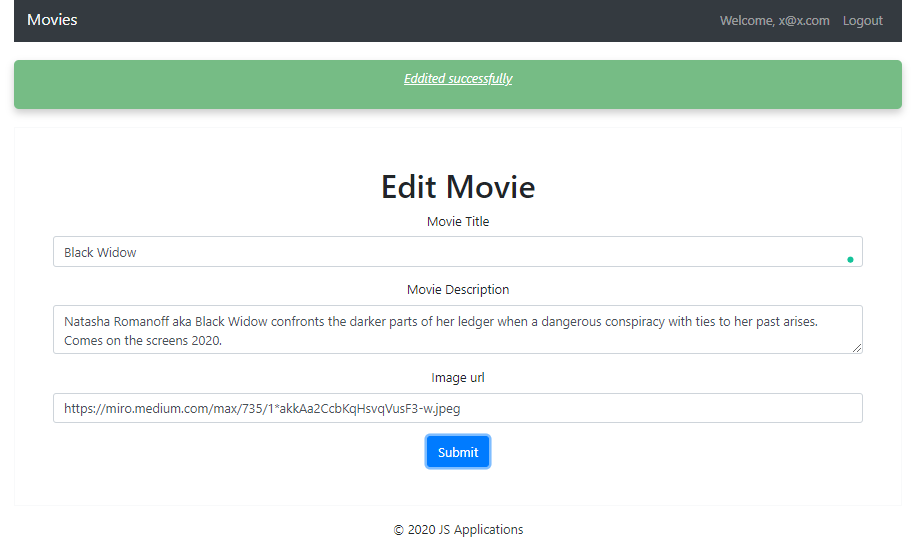 Movies
Welcome, x@x.com Logout
Eddited successfully
Edit Movie
Movie Title
Black Widow
Movie Description
Natasha Romanoff aka Black Widow confronts the darker parts of her ledger when a dangerous conspiracy with ties to her past arises.
Comes on the screens 2020.
Image url
https://miro.medium.com/max/735/1*akkAa2CcbKqHsvqVusF3-w.jpeg
Submit
© 2020 JS Applications